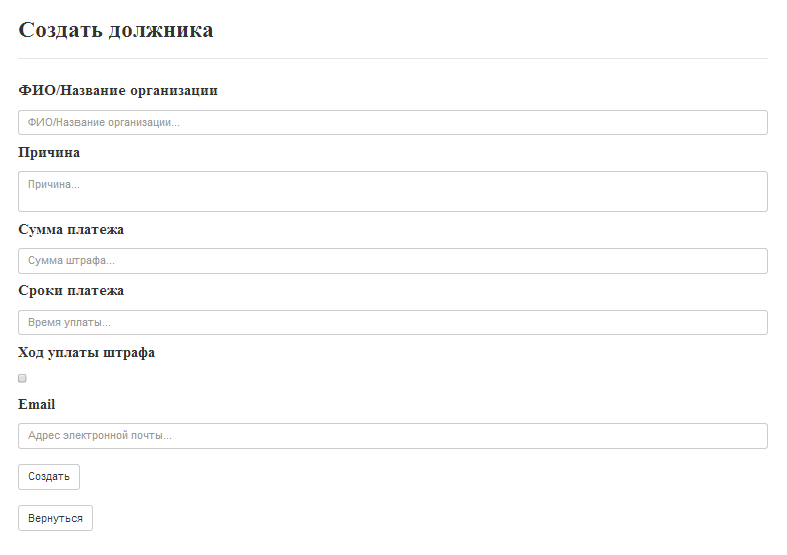 Создать должника
ФИО/Название организации
ФИО/Название организации...
Причина
Причина...
Сумма платежа
Сумма штрафа...
Сроки платежа
Время уплаты...
Ход уплаты штрафа
Email
Адрес электронной почты...
Создать
Вернуться